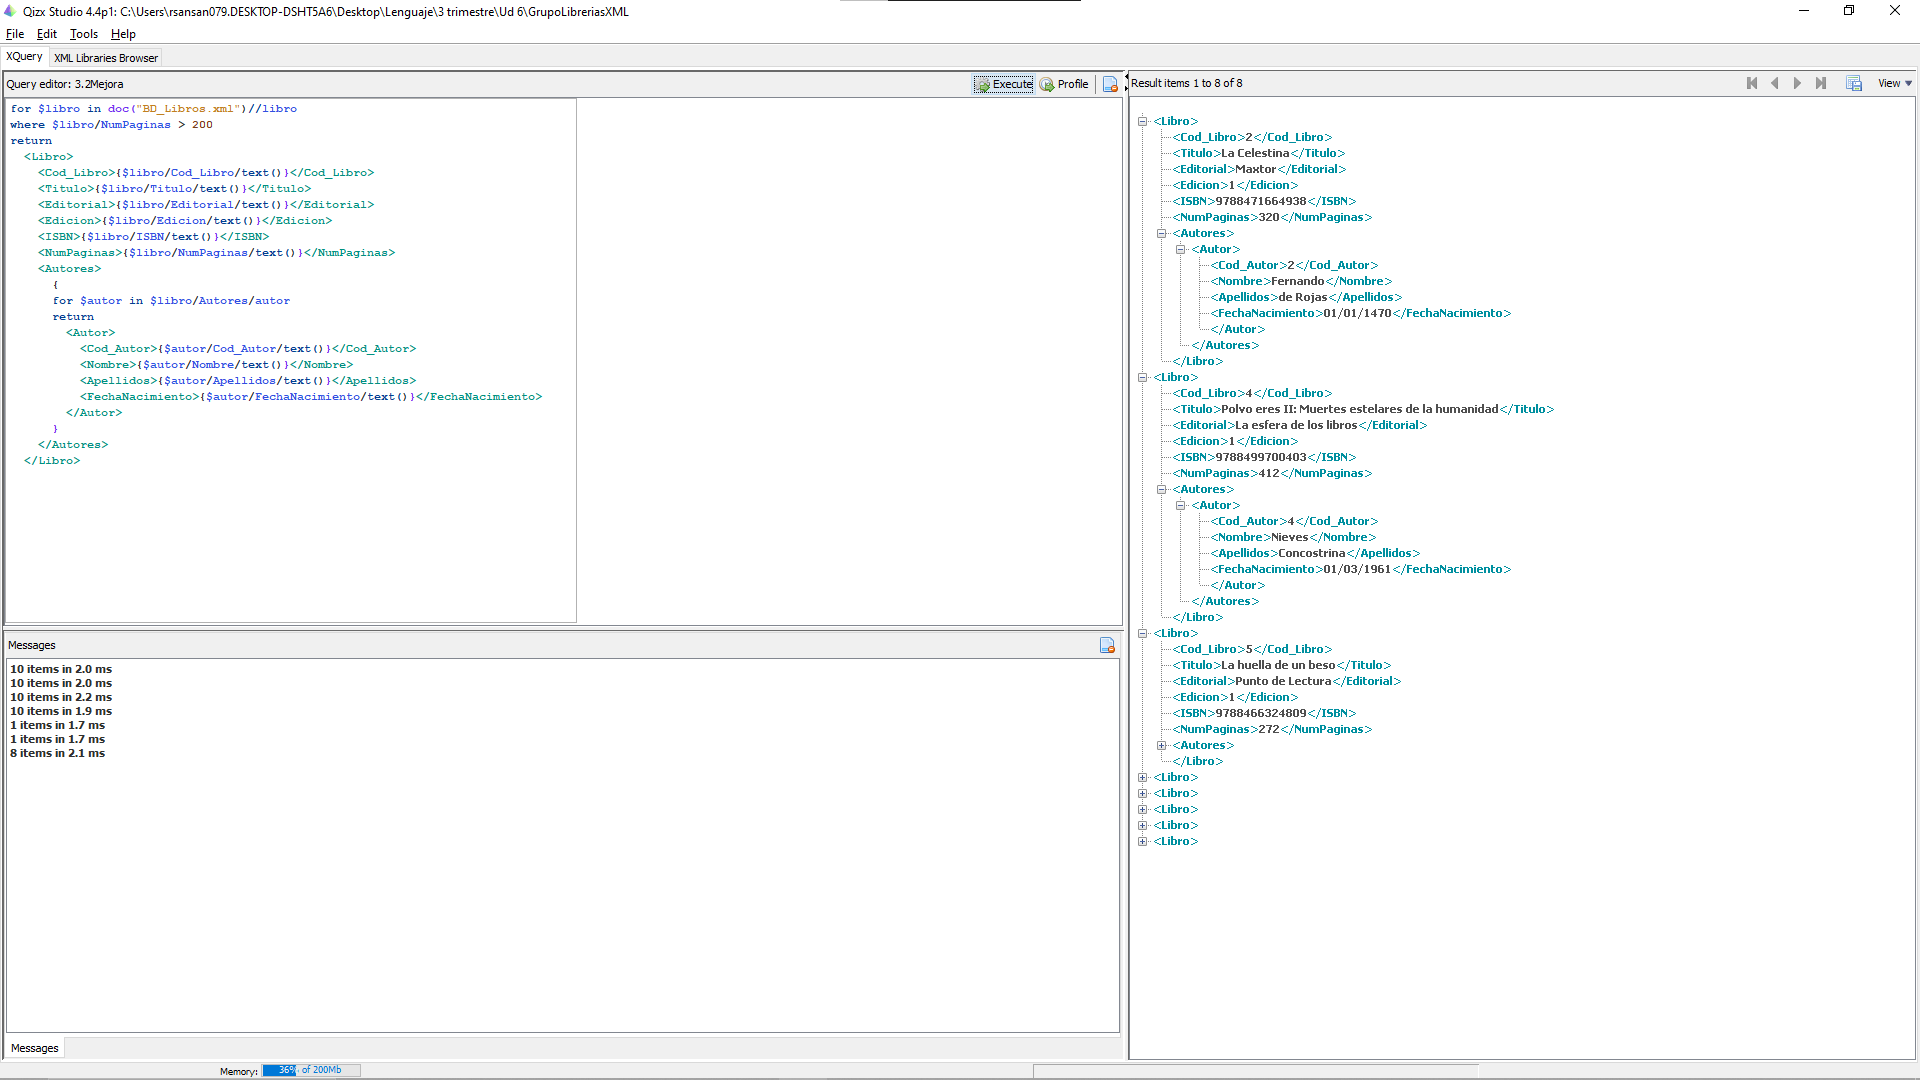 Qizx Studio 4.4p1: C:\Users\rsansan079.DESKTOP-DSHT5A6\Desktop\Lenguaje\3 trimestre\Ud 6\GrupoLibreriasXML
File Edit Tools Help
XQuery XML Libraries Browser
Query editor: 3.2Mejora
Execute Profile
for $libro in doc("BD_Libros.xml")//libro
where $libro/NumPaginas > 200
return
<Libro>
<Cod_Libro>{$libro/Cod_Libro/text()}</Cod_Libro>
<Titulo>{$libro/Titulo/text()}</Titulo>
<Editorial>{$libro/Editorial/text()}</Editorial>
<Edicion>{$libro/Edicion/text()}</Edicion>
<ISBN>{$libro/ISBN/text()}</ISBN>
<NumPaginas>{$libro/NumPaginas/text()}</NumPaginas>
<Autores>
{
for $autor in $libro/Autores/autor
return
<Autor>
<Cod_Autor>{$autor/Cod_Autor/text()}</Cod_Autor>
<Nombre>{$autor/Nombre/text()}</Nombre>
<Apellidos>{$autor/Apellidos/text()}</Apellidos>
<FechaNacimiento>{$autor/FechaNacimiento/text()}</FechaNacimiento>
</Autor>
}
</Autores>
</Libro>
Messages
10 items in 2.0 ms
10 items in 2.0 ms
10 items in 2.2 ms
10 items in 1.9 ms
1 items in 1.7 ms
1 items in 1.7 ms
8 items in 2.1 ms
Messages
Memory: 36% of 200Mb
Result items 1 to 8 of 8
View
<Libro>
<Cod_Libro>2</Cod_Libro>
<Titulo>La Celestina</Titulo>
<Editorial>Maxtor</Editorial>
<Edicion>1</Edicion>
<ISBN>9788471664938</ISBN>
<NumPaginas>320</NumPaginas>
<Autores>
<Autor>
<Cod_Autor>2</Cod_Autor>
<Nombre>Fernando</Nombre>
<Apellidos>de Rojas</Apellidos>
<FechaNacimiento>01/01/1470</FechaNacimiento>
</Autor>
</Autores>
</Libro>
<Libro>
<Cod_Libro>4</Cod_Libro>
<Titulo>Polvo eres II: Muertes estelares de la humanidad</Titulo>
<Editorial>La esfera de los libros</Editorial>
<Edicion>1</Edicion>
<ISBN>9788499700403</ISBN>
<NumPaginas>412</NumPaginas>
<Autores>
<Autor>
<Cod_Autor>4</Cod_Autor>
<Nombre>Nieves</Nombre>
<Apellidos>Concostrina</Apellidos>
<FechaNacimiento>01/03/1961</FechaNacimiento>
</Autor>
</Autores>
</Libro>
<Libro>
<Cod_Libro>5</Cod_Libro>
<Titulo>La huella de un beso</Titulo>
<Editorial>Punto de Lectura</Editorial>
<Edicion>1</Edicion>
<ISBN>9788466324809</ISBN>
<NumPaginas>272</NumPaginas>
<Autores>
</Libro>
<Libro>
<Libro>
<Libro>
<Libro>
<Libro>